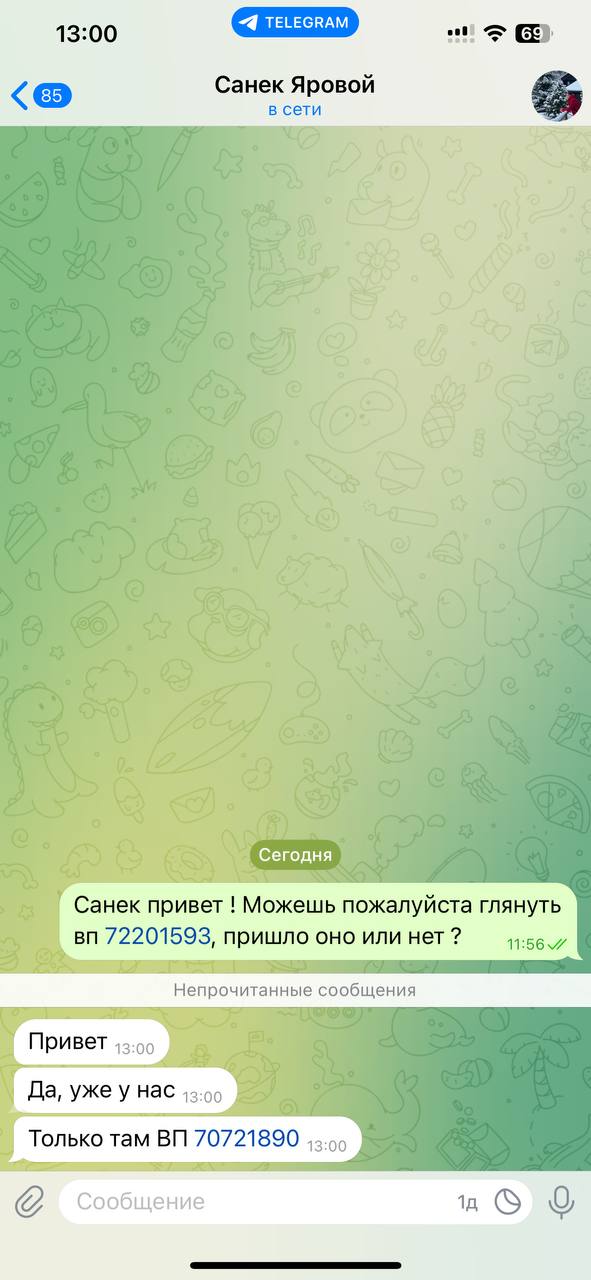 13:00
TELEGRAM
69
85
Санек Яровой
в сети
Сегодня
Санек привет ! Можешь пожалуйста глянуть
вп 72201593, пришло оно или нет ?
11:56
Непрочитанные сообщения
Привет 13:00
Да, уже у нас 13:00
Только там ВП 70721890 13:00
Сообщение
1д